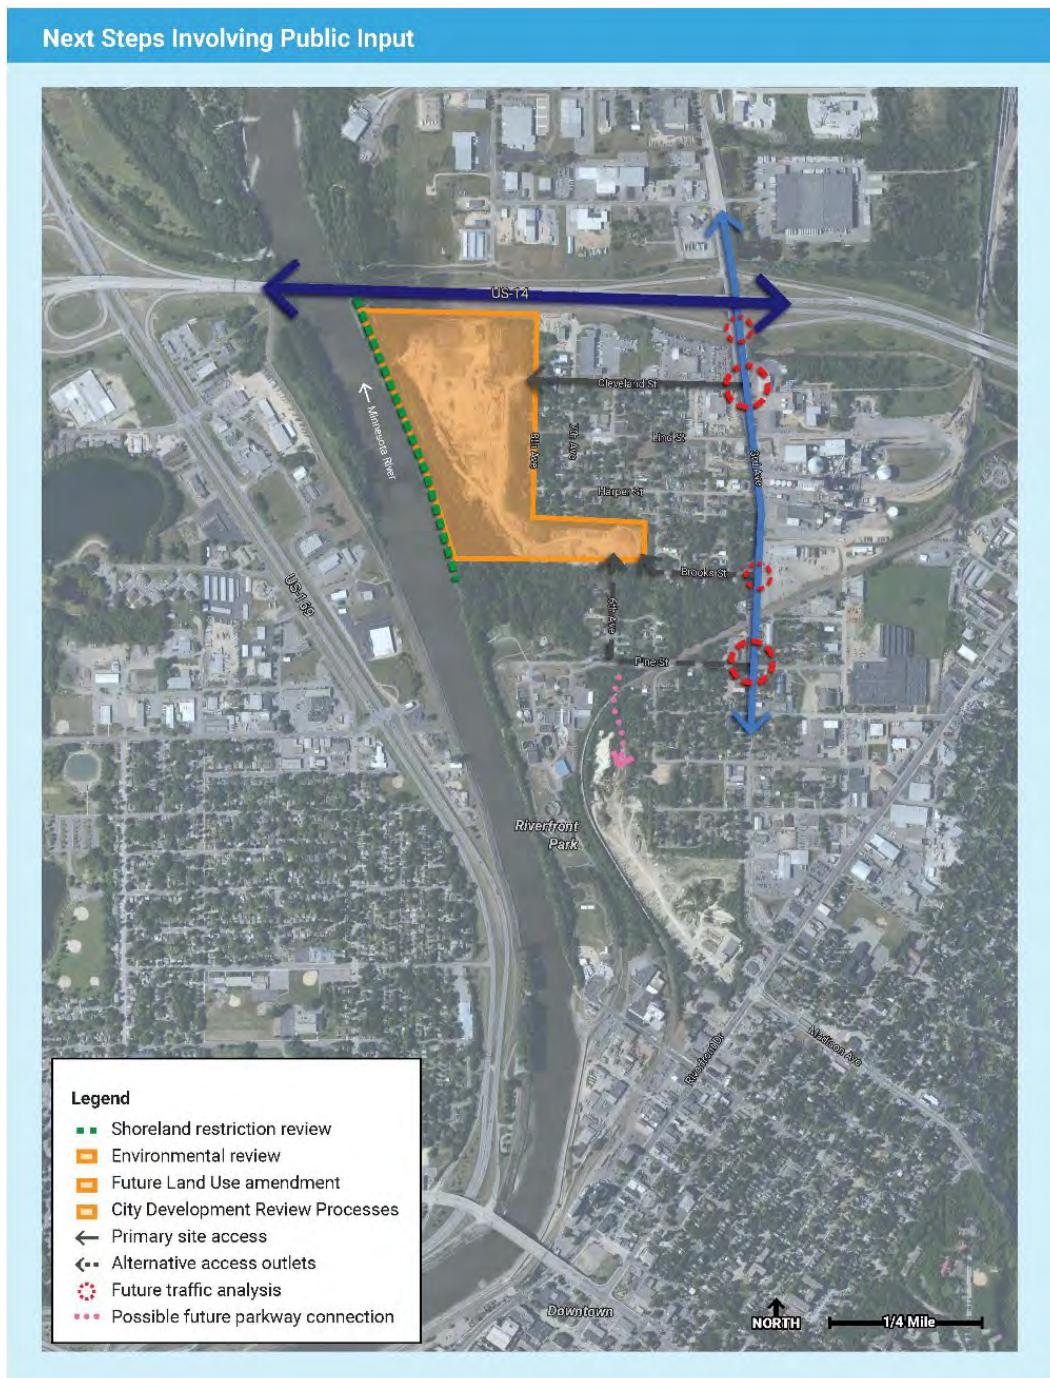 Next Steps Involving Public Input
US-14
Cleveland St
7th Ave
Lind St
8th Ave
3rd Ave
Minnesota River
Harper St
US-169
Brooks St
5th Ave
Pine St
Riverfront
Park
Riverfront Dr
Madison Ave
Downtown
Legend
Shoreland restriction review
Environmental review
Future Land Use amendment
City Development Review Processes
Primary site access
Alternative access outlets
Future traffic analysis
Possible future parkway connection
NORTH
1/4 Mile